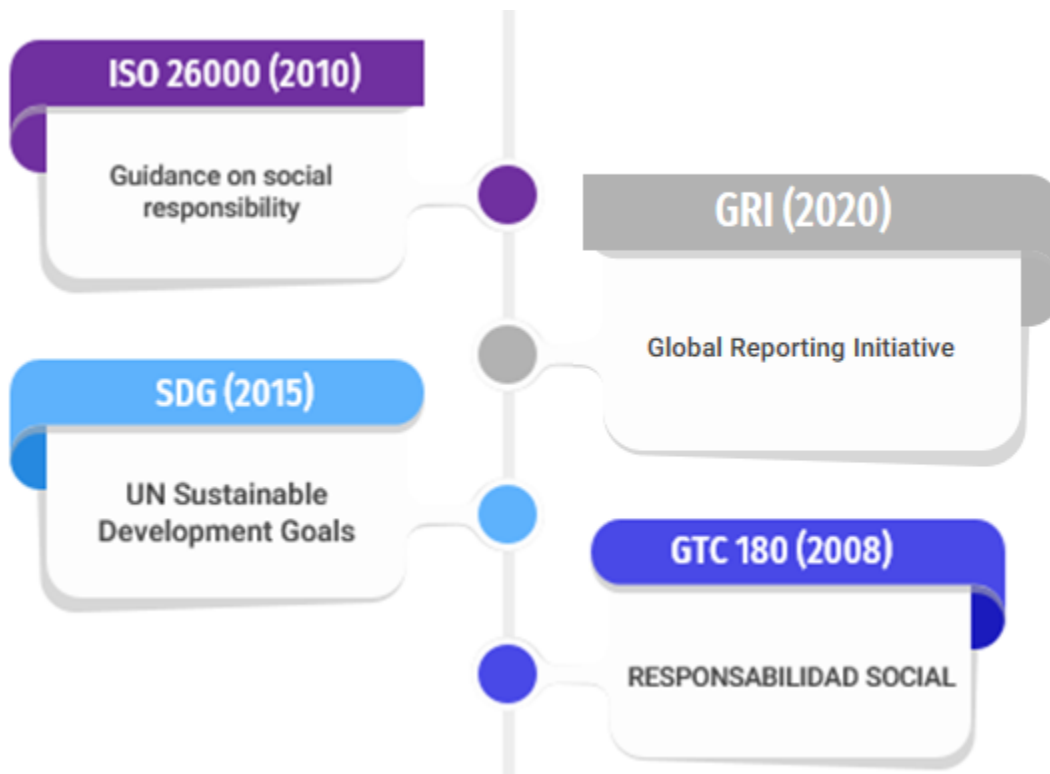 ISO 26000 (2010)
Guidance on social
responsibility
GRI (2020)
Global Reporting Initiative
SDG (2015)
UN Sustainable
Development Goals
GTC 180 (2008)
RESPONSABILIDAD SOCIAL